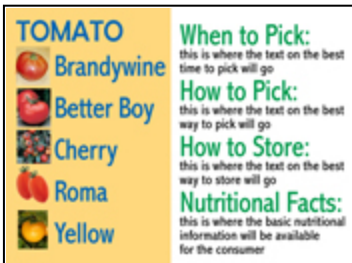 TOMATO
Brandywine
Better Boy
Cherry
Roma
Yellow
When to Pick:
this is where the text on the best
time to pick will go
How to Pick:
this is where the text on the best
way to pick will go
How to Store:
this is where the text on the best
way to store will go
Nutritional Facts:
this is where the basic nutritional
information will be available
for the consumer